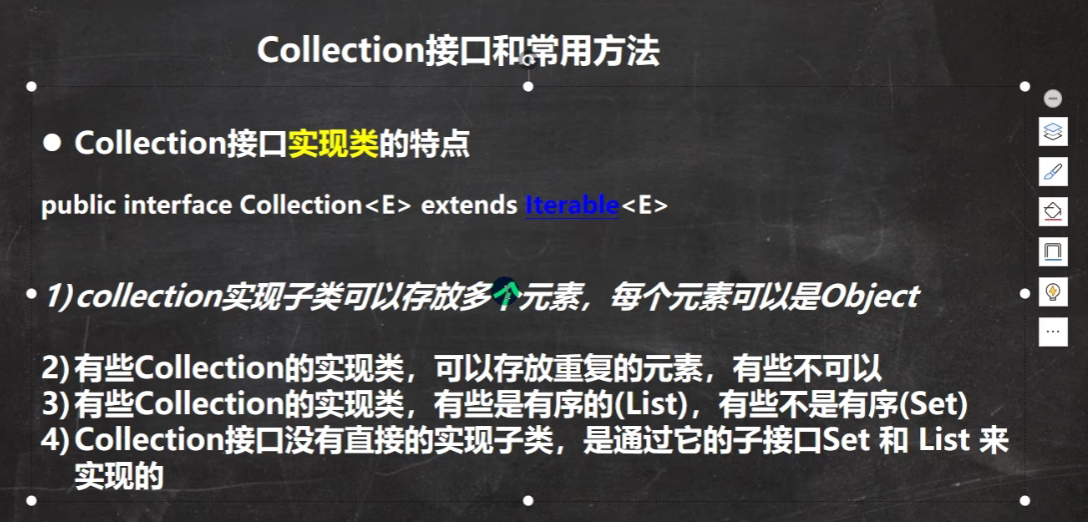 Collection接口和常用方法
● Collection接口实现类的特点
public interface Collection<E> extends Iterable<E>
1)collection实现子类可以存放多个元素，每个元素可以是Object
2)有些Collection的实现类，可以存放重复的元素，有些不可以
3)有些Collection的实现类，有些是有序的(List)，有些不是有序(Set)
4)Collection接口没有直接的实现子类，是通过它的子接口Set 和 List 来
实现的